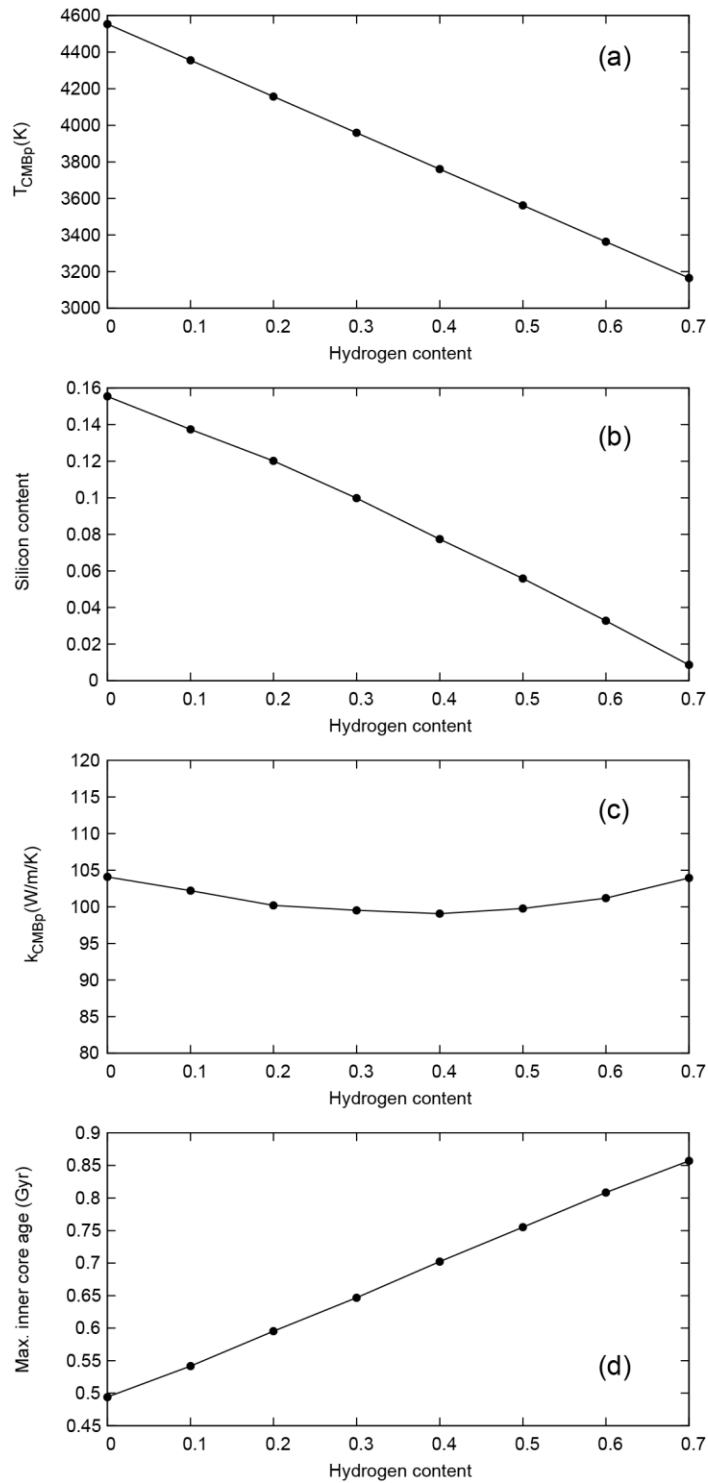 4600
4400
4200
4000
3800
3600
3400
3200
3000
T_CMBp(K)
(a)
0 0.1 0.2 0.3 0.4 0.5 0.6 0.7
Hydrogen content
0.16
0.14
0.12
0.1
0.08
0.06
0.04
0.02
0
Silicon content
(b)
0 0.1 0.2 0.3 0.4 0.5 0.6 0.7
Hydrogen content
120
115
110
105
100
95
90
85
80
k_CMBp(W/m/K)
(c)
0 0.1 0.2 0.3 0.4 0.5 0.6 0.7
Hydrogen content
0.9
0.85
0.8
0.75
0.7
0.65
0.6
0.55
0.5
0.45
Max. inner core age (Gyr)
(d)
0 0.1 0.2 0.3 0.4 0.5 0.6 0.7
Hydrogen content